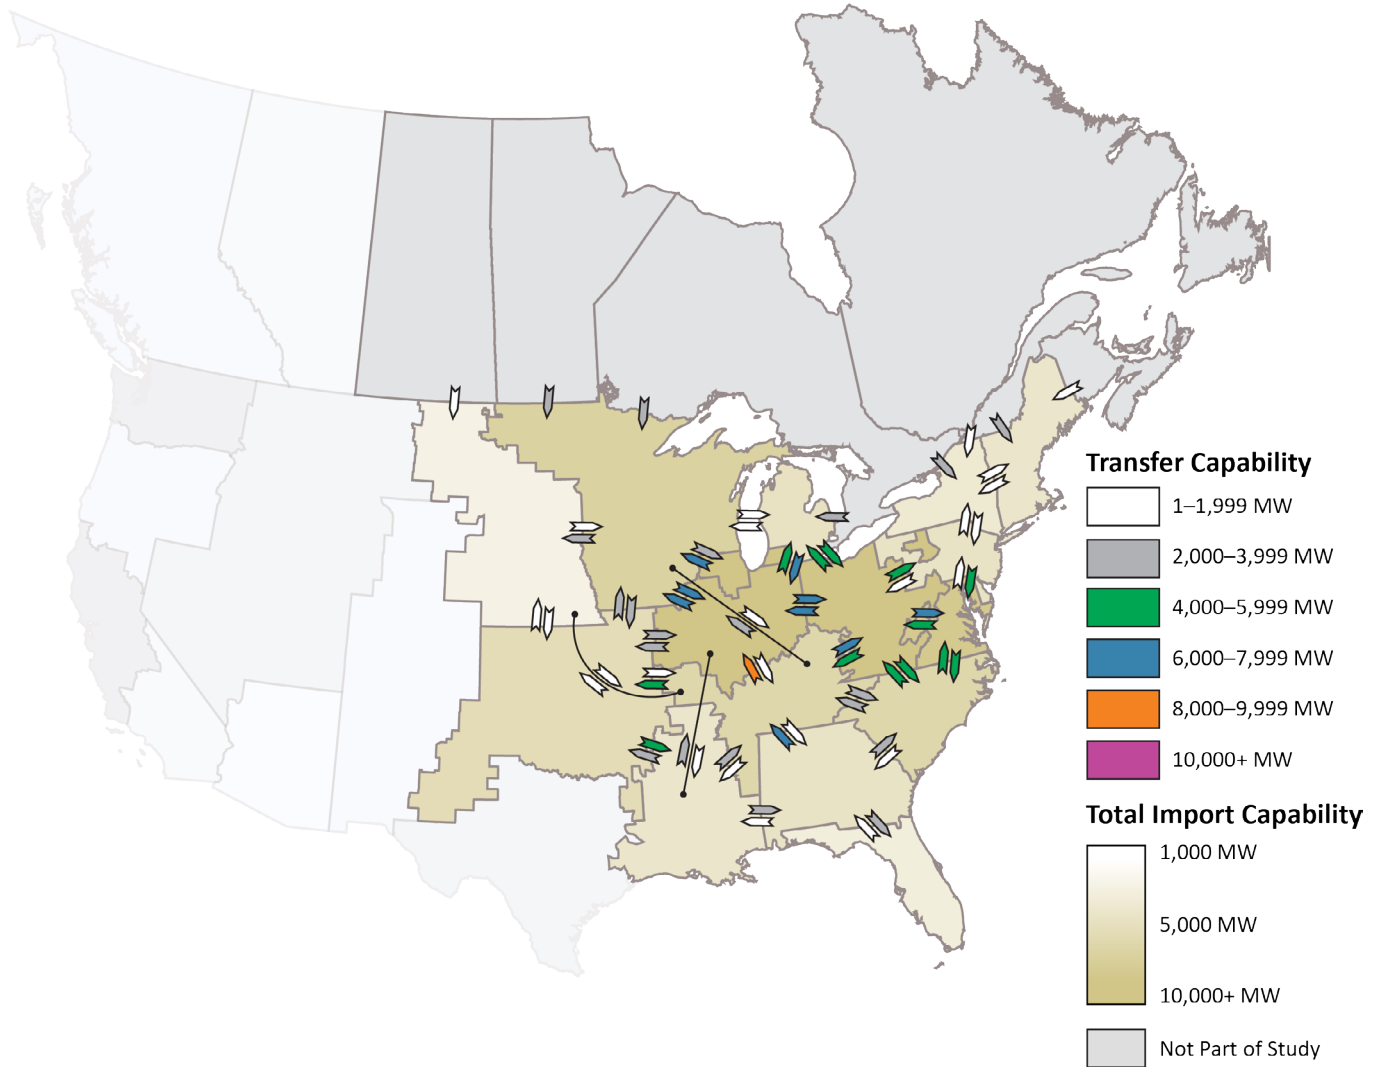 Transfer Capability
1–1,999 MW
2,000–3,999 MW
4,000–5,999 MW
6,000–7,999 MW
8,000–9,999 MW
10,000+ MW
Total Import Capability
1,000 MW
5,000 MW
10,000+ MW
Not Part of Study